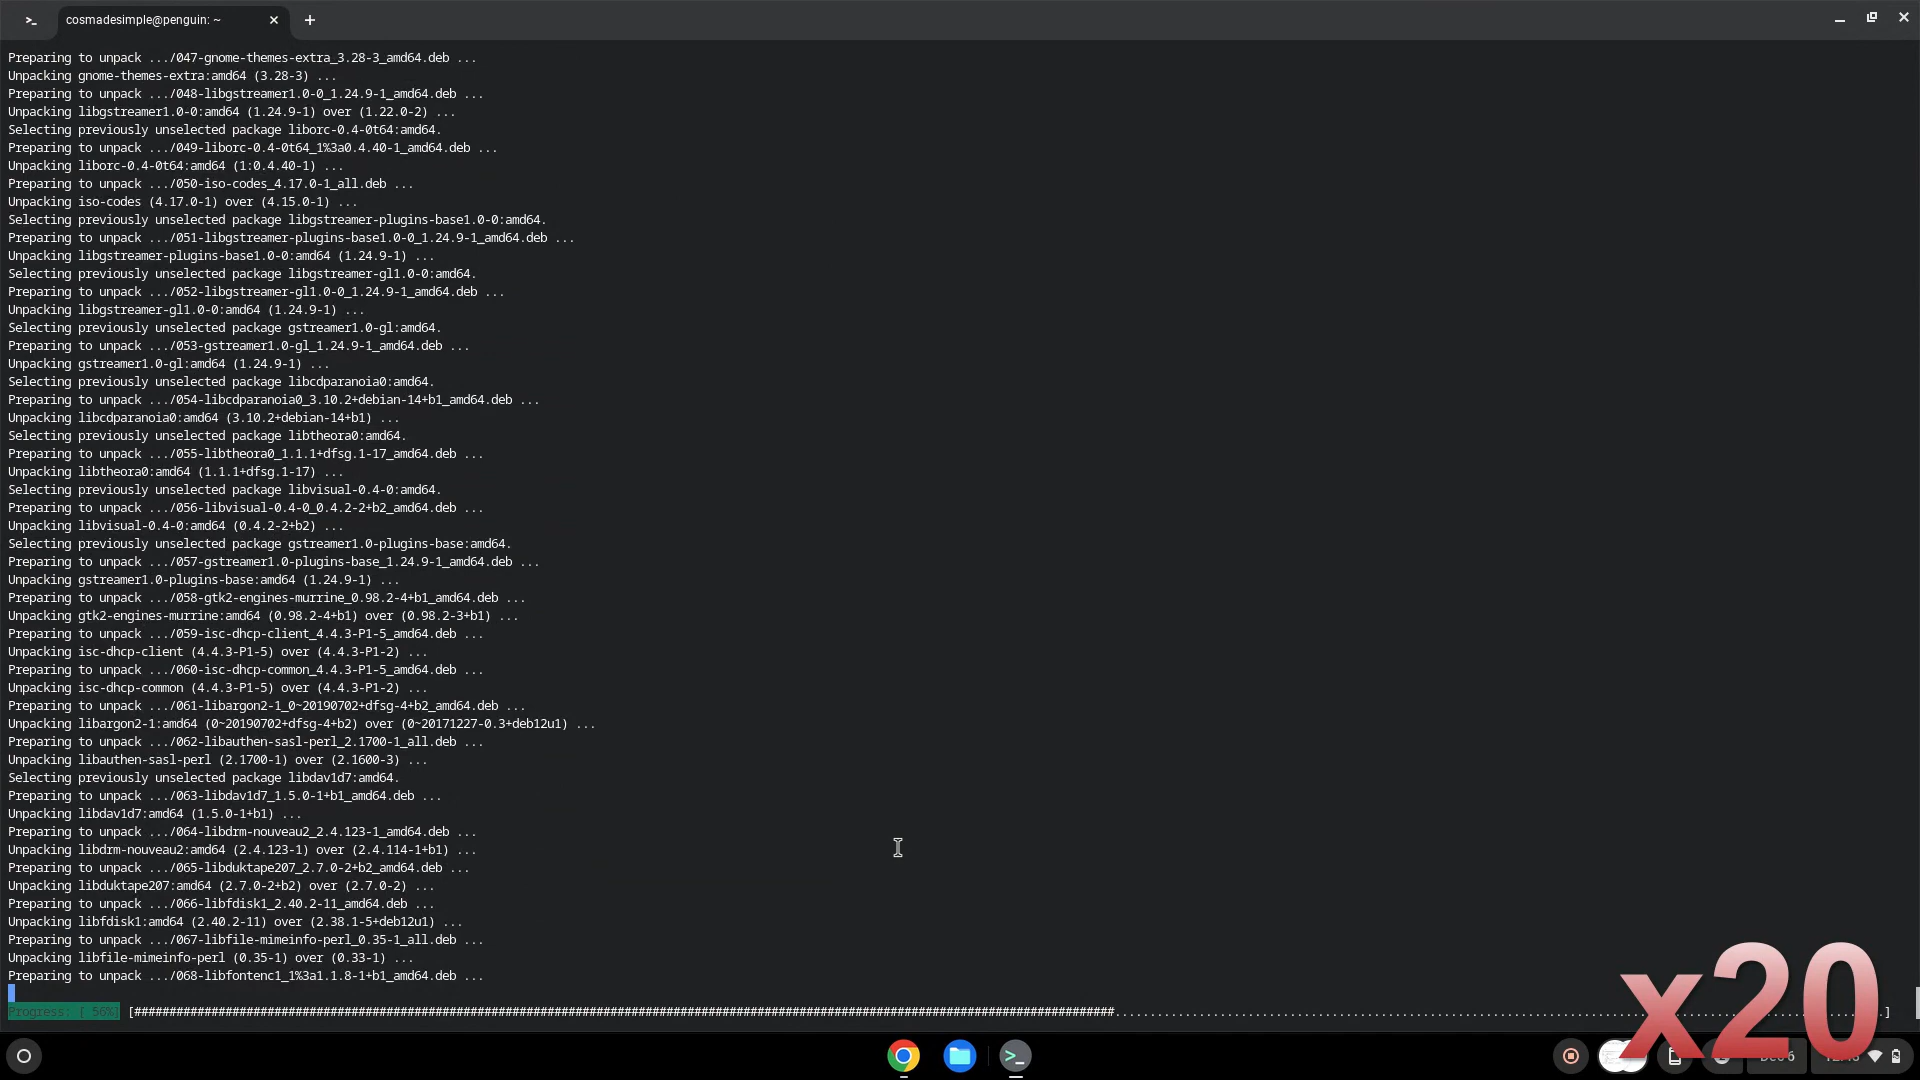 cosmadesimple@penguin: ~
Preparing to unpack .../047-gnome-themes-extra_3.28-3_amd64.deb ...
Unpacking gnome-themes-extra:amd64 (3.28-3) ...
Preparing to unpack .../048-libgstreamer1.0-0_1.24.9-1_amd64.deb ...
Unpacking libgstreamer1.0-0:amd64 (1.24.9-1) over (1.22.0-2) ...
Selecting previously unselected package liborc-0.4-0t64:amd64.
Preparing to unpack .../049-liborc-0.4-0t64_1%3a0.4.40-1_amd64.deb ...
Unpacking liborc-0.4-0t64:amd64 (1:0.4.40-1) ...
Preparing to unpack .../050-iso-codes_4.17.0-1_all.deb ...
Unpacking iso-codes (4.17.0-1) over (4.15.0-1) ...
Selecting previously unselected package libgstreamer-plugins-base1.0-0:amd64.
Preparing to unpack .../051-libgstreamer-plugins-base1.0-0_1.24.9-1_amd64.deb ...
Unpacking libgstreamer-plugins-base1.0-0:amd64 (1.24.9-1) ...
Selecting previously unselected package libgstreamer-gl1.0-0:amd64.
Preparing to unpack .../052-libgstreamer-gl1.0-0_1.24.9-1_amd64.deb ...
Unpacking libgstreamer-gl1.0-0:amd64 (1.24.9-1) ...
Selecting previously unselected package gstreamer1.0-gl:amd64.
Preparing to unpack .../053-gstreamer1.0-gl_1.24.9-1_amd64.deb ...
Unpacking gstreamer1.0-gl:amd64 (1.24.9-1) ...
Selecting previously unselected package libcdparanoia0:amd64.
Preparing to unpack .../054-libcdparanoia0_3.10.2+debian-14+b1_amd64.deb ...
Unpacking libcdparanoia0:amd64 (3.10.2+debian-14+b1) ...
Selecting previously unselected package libtheora0:amd64.
Preparing to unpack .../055-libtheora0_1.1.1+dfsg.1-17_amd64.deb ...
Unpacking libtheora0:amd64 (1.1.1+dfsg.1-17) ...
Selecting previously unselected package libvisual-0.4-0:amd64.
Preparing to unpack .../056-libvisual-0.4-0_0.4.2-2+b2_amd64.deb ...
Unpacking libvisual-0.4-0:amd64 (0.4.2-2+b2) ...
Selecting previously unselected package gstreamer1.0-plugins-base:amd64.
Preparing to unpack .../057-gstreamer1.0-plugins-base_1.24.9-1_amd64.deb ...
Unpacking gstreamer1.0-plugins-base:amd64 (1.24.9-1) ...
Preparing to unpack .../058-gtk2-engines-murrine_0.98.2-4+b1_amd64.deb ...
Unpacking gtk2-engines-murrine:amd64 (0.98.2-4+b1) over (0.98.2-3+b1) ...
Preparing to unpack .../059-isc-dhcp-client_4.4.3-P1-5_amd64.deb ...
Unpacking isc-dhcp-client (4.4.3-P1-5) over (4.4.3-P1-2) ...
Preparing to unpack .../060-isc-dhcp-common_4.4.3-P1-5_amd64.deb ...
Unpacking isc-dhcp-common (4.4.3-P1-5) over (4.4.3-P1-2) ...
Preparing to unpack .../061-libargon2-1_0~20190702+dfsg-4+b2_amd64.deb ...
Unpacking libargon2-1:amd64 (0~20190702+dfsg-4+b2) over (0~20171227-0.3+deb12u1) ...
Preparing to unpack .../062-libauthen-sasl-perl_2.1700-1_all.deb ...
Unpacking libauthen-sasl-perl (2.1700-1) over (2.1600-3) ...
Selecting previously unselected package libdav1d7:amd64.
Preparing to unpack .../063-libdav1d7_1.5.0-1+b1_amd64.deb ...
Unpacking libdav1d7:amd64 (1.5.0-1+b1) ...
Preparing to unpack .../064-libdrm-nouveau2_2.4.123-1_amd64.deb ...
Unpacking libdrm-nouveau2:amd64 (2.4.123-1) over (2.4.114-1+b1) ...
Preparing to unpack .../065-libduktape207_2.7.0-2+b2_amd64.deb ...
Unpacking libduktape207:amd64 (2.7.0-2+b2) over (2.7.0-2) ...
Preparing to unpack .../066-libfdisk1_2.40.2-11_amd64.deb ...
Unpacking libfdisk1:amd64 (2.40.2-11) over (2.38.1-5+deb12u1) ...
Preparing to unpack .../067-libfile-mimeinfo-perl_0.35-1_all.deb ...
Unpacking libfile-mimeinfo-perl (0.35-1) over (0.33-1) ...
Preparing to unpack .../068-libfontenc1_1%3a1.1.8-1+b1_amd64.deb ...
Progress: [ 56%]
x20